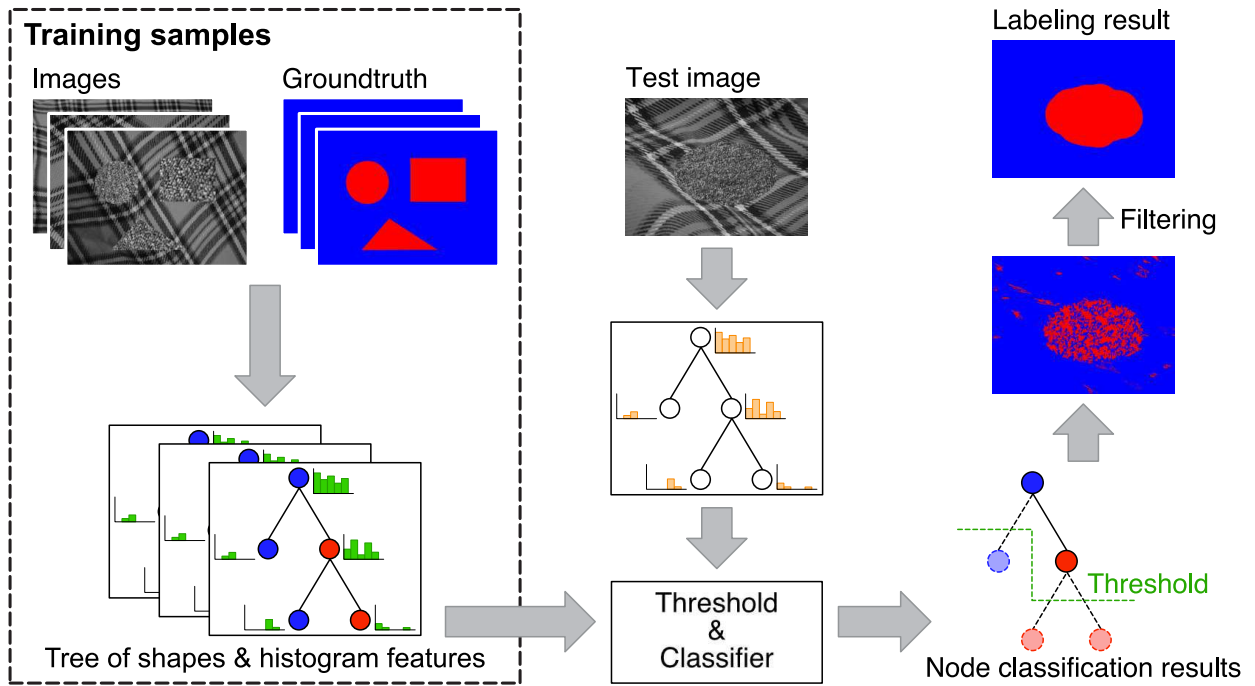 Training samples
Images
Groundtruth
Tree of shapes & histogram features
Test image
Threshold
&
Classifier
Labeling result
Filtering
Threshold
Node classification results